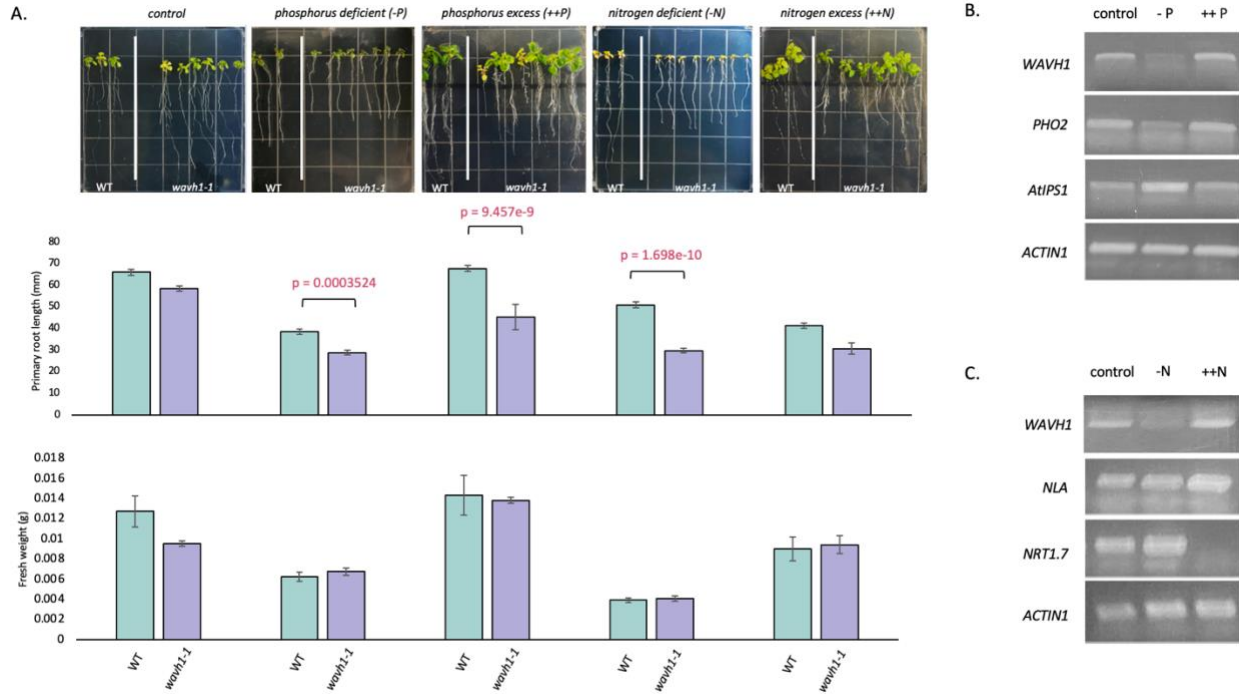 A.
control
phosphorus deficient (-P)
phosphorus excess (++P)
nitrogen deficient (-N)
nitrogen excess (++N)
WT wavh1-1
WT wavh1-1
WT wavh1-1
WT wavh1-1
WT wavh1-1
Primary root length (mm)
80
70
60
50
40
30
20
10
0
p = 0.0003524
p = 9.457e-9
p = 1.698e-10
Fresh weight (g)
0.018
0.016
0.014
0.012
0.01
0.008
0.006
0.004
0.002
0
WT wavh1-1
WT wavh1-1
WT wavh1-1
WT wavh1-1
WT wavh1-1
B.
control - P ++ P
WAVH1
PHO2
AtIPS1
ACTIN1
C.
control -N ++N
WAVH1
NLA
NRT1.7
ACTIN1